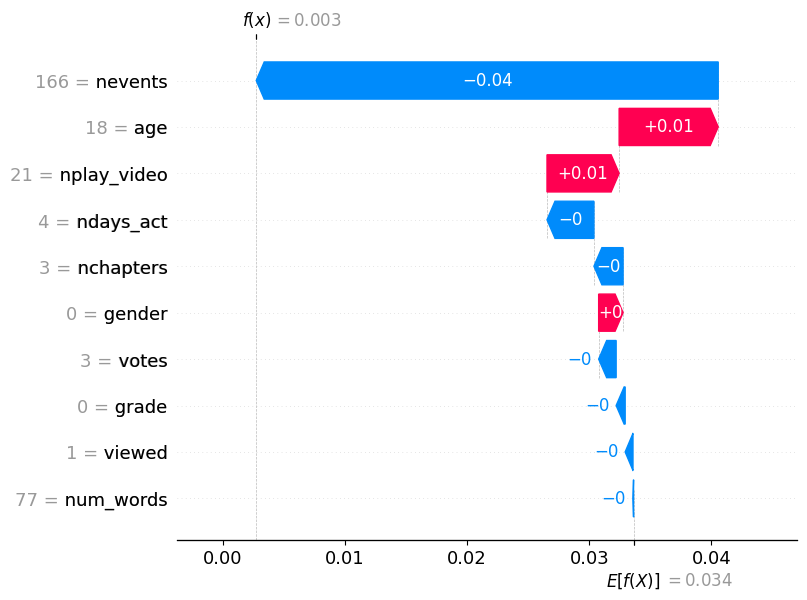 f(x) = 0.003
166 = nevents
−0.04
18 = age
+0.01
21 = nplay_video
+0.01
4 = ndays_act
−0
3 = nchapters
−0
0 = gender
+0
3 = votes
−0
0 = grade
−0
1 = viewed
−0
77 = num_words
−0
0.00 0.01 0.02 0.03 0.04
E[f(X)] = 0.034